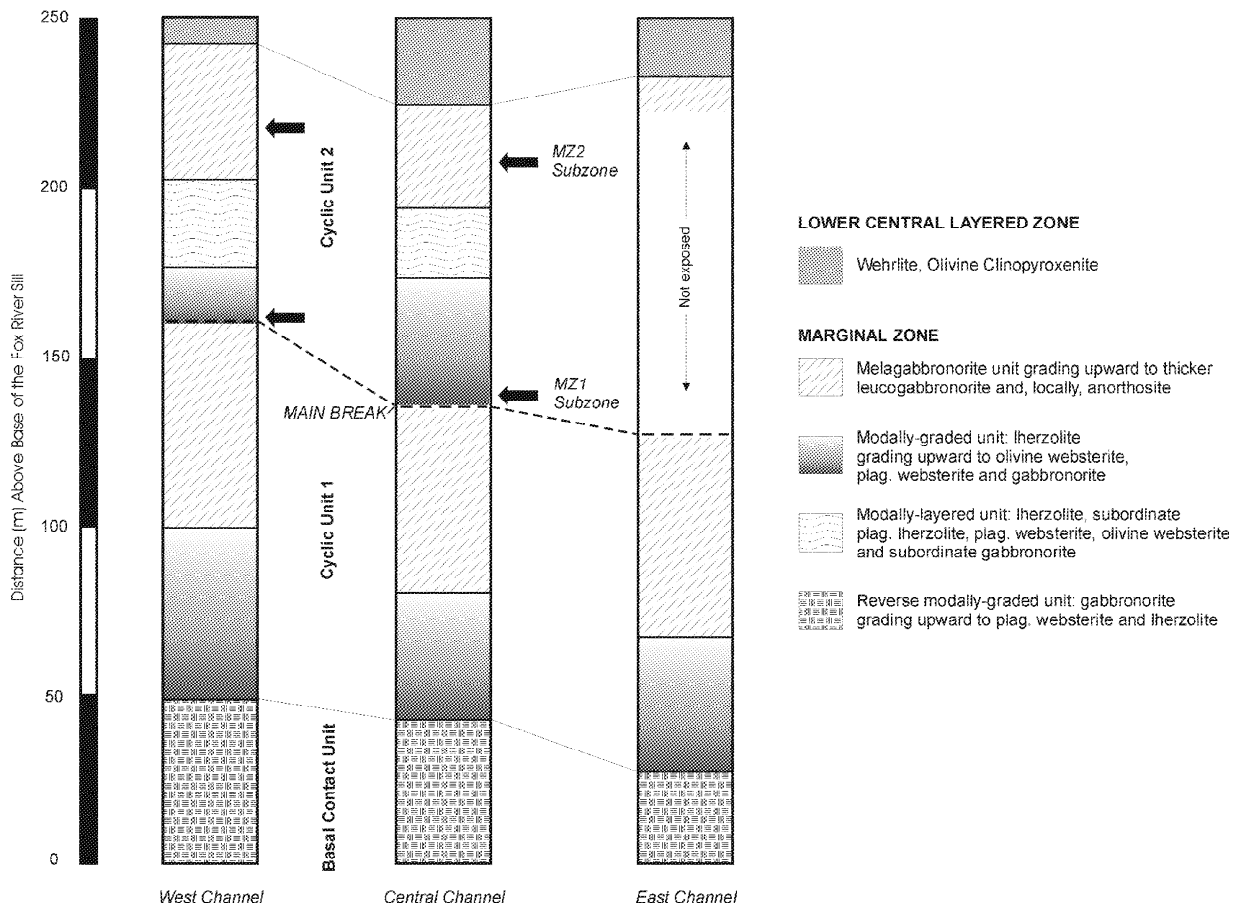 250
200
150
100
50
0
Distance (m) Above Base of the Fox River Sill
Cyclic Unit 2
Cyclic Unit 1
Basal Contact Unit
MZ2
Subzone
MZ1
Subzone
MAIN BREAK
Not exposed
West Channel
Central Channel
East Channel
LOWER CENTRAL LAYERED ZONE
Wehrlite, Olivine Clinopyroxenite
MARGINAL ZONE
Melagabbronorite unit grading upward to thicker
leucogabbronorite and, locally, anorthosite
Modally-graded unit: lherzolite
grading upward to olivine websterite,
plag. websterite and gabbronorite
Modally-layered unit: lherzolite, subordinate
plag. lherzolite, plag. websterite, olivine websterite
and subordinate gabbronorite
Reverse modally-graded unit: gabbronorite
grading upward to plag. websterite and lherzolite